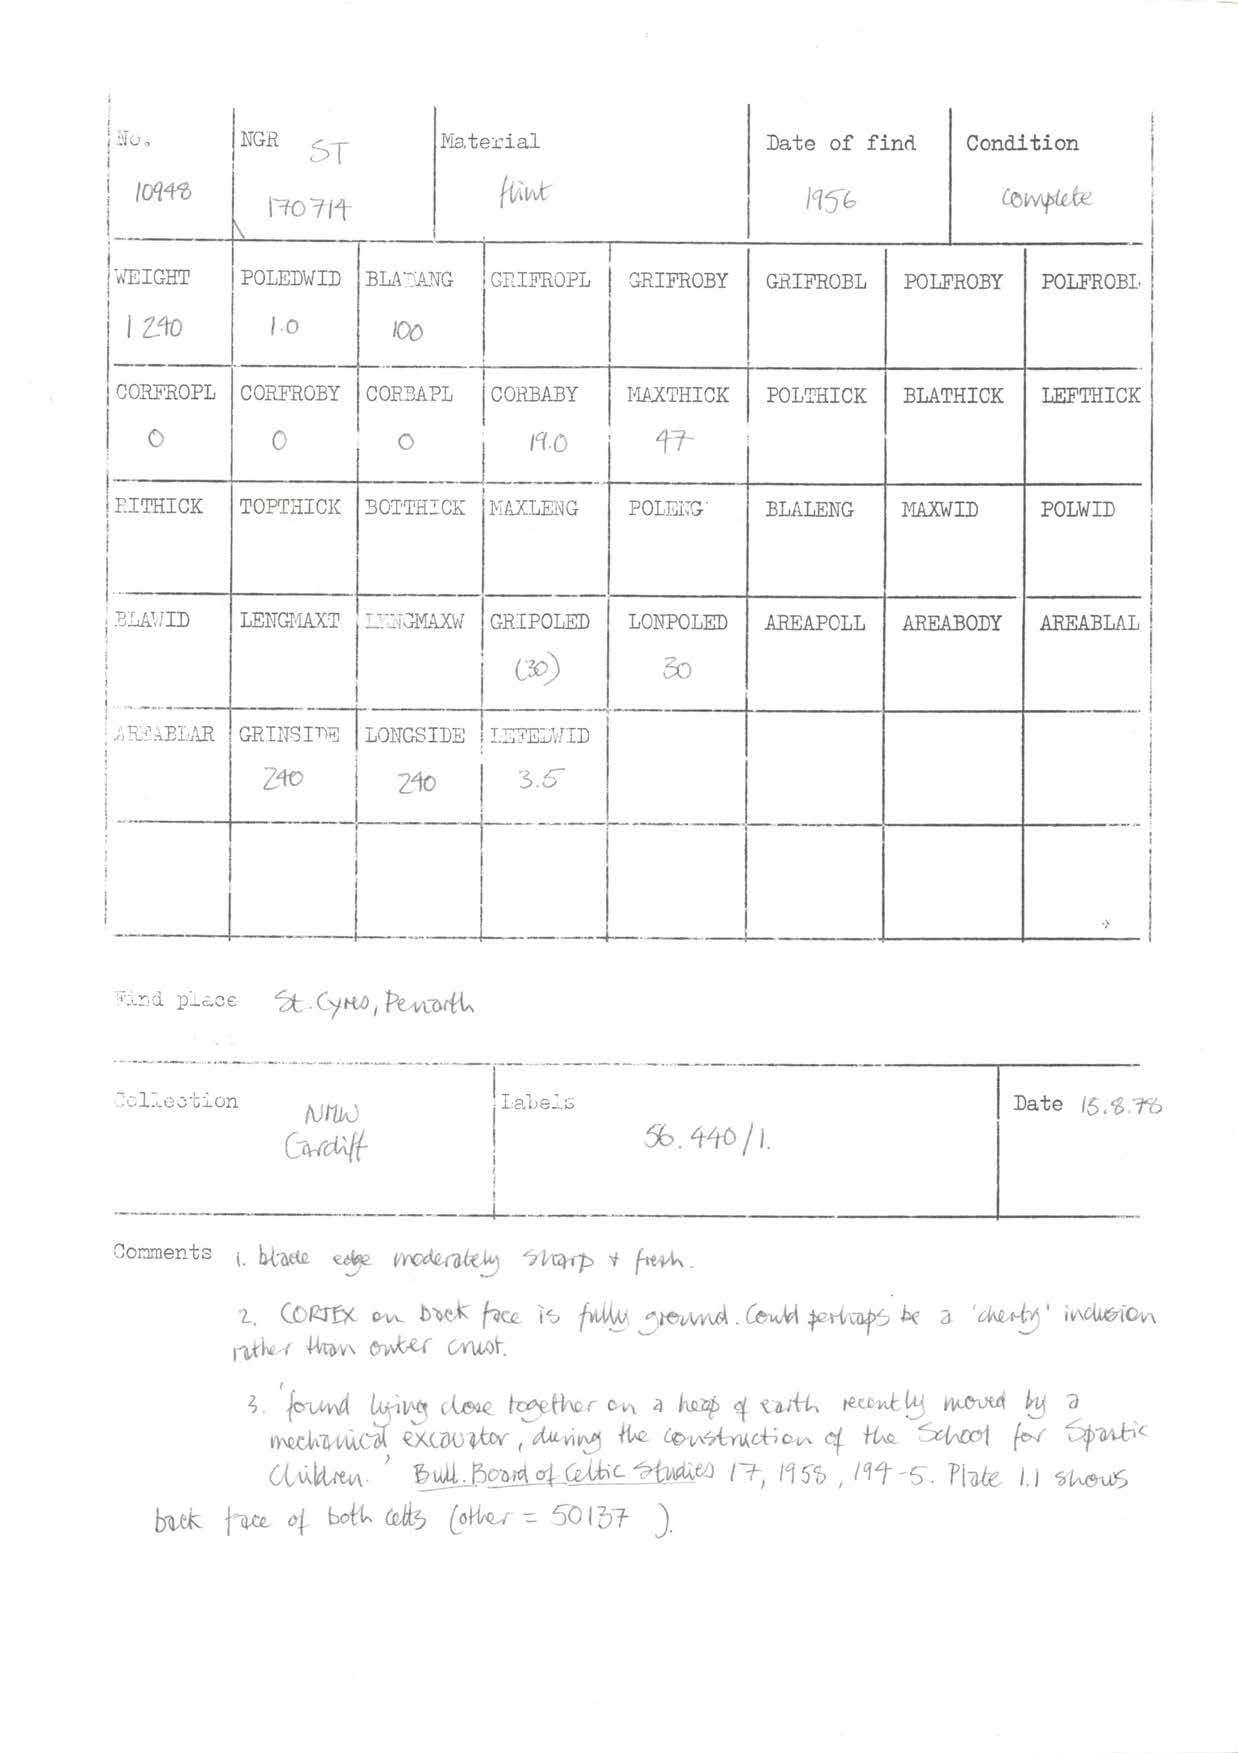 No. NGR ST Material Date of find Condition
10948 170714 flint 1956 complete
WEIGHT POLEDWID BLADANG GRIFROPL GRIFROBY GRIFROBL POLFROBY POLFROBL
1240 1.0 100
CORFROPL CORFROBY CORBAPL CORBABY MAXTHICK POLTHICK BLATHICK LEFTHICK
0 0 0 19.0 47
RITHICK TOPTHICK BOTTHICK MAXLENG POLENG BLALENG MAXWID POLWID
BLAWID LENGMAXT LENGMAXW GRIPOLED LONPOLED AREAPOLL AREABODY AREABLAL
(30) 30
AREABLAR GRINSIDE LONGSIDE LEFELWID
240 240 3.5
Find place St. Cyres, Penarth
Collection NMW Labels Date 15.8.78
Cardiff 56.440/1.
Comments 1. blade edge moderately sharp + fresh.
2. CORTEX on back face is fully ground. Could perhaps be a 'cherty' inclusion
rather than outer crust.
3. 'found lying close together on a heap of earth recently moved by a
mechanical excavator, during the construction of the School for Spastic
Children.' Bull. Board of Celtic Studies 17, 1958, 194-5. Plate 1.1 shows
back face of both celts (other = 50137 ).